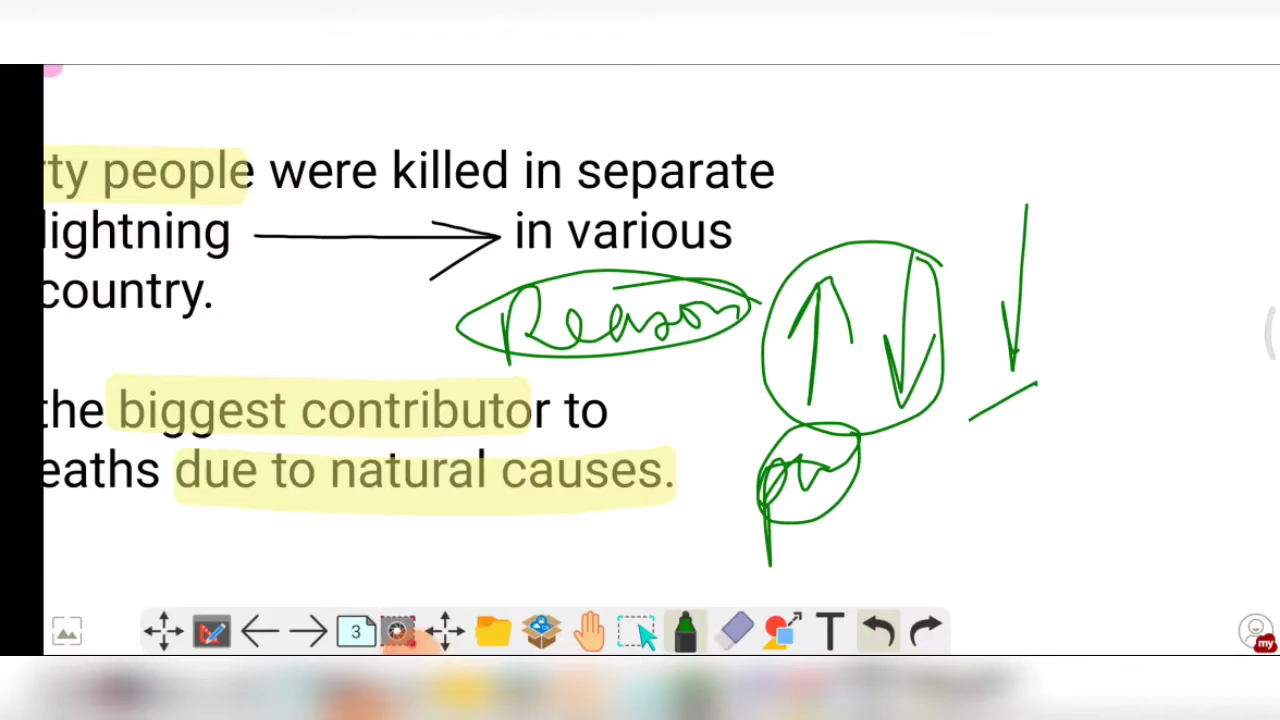 ty people were killed in separate
lightning in various
country.
Reason
the biggest contributor to
eaths due to natural causes.
3
T
my